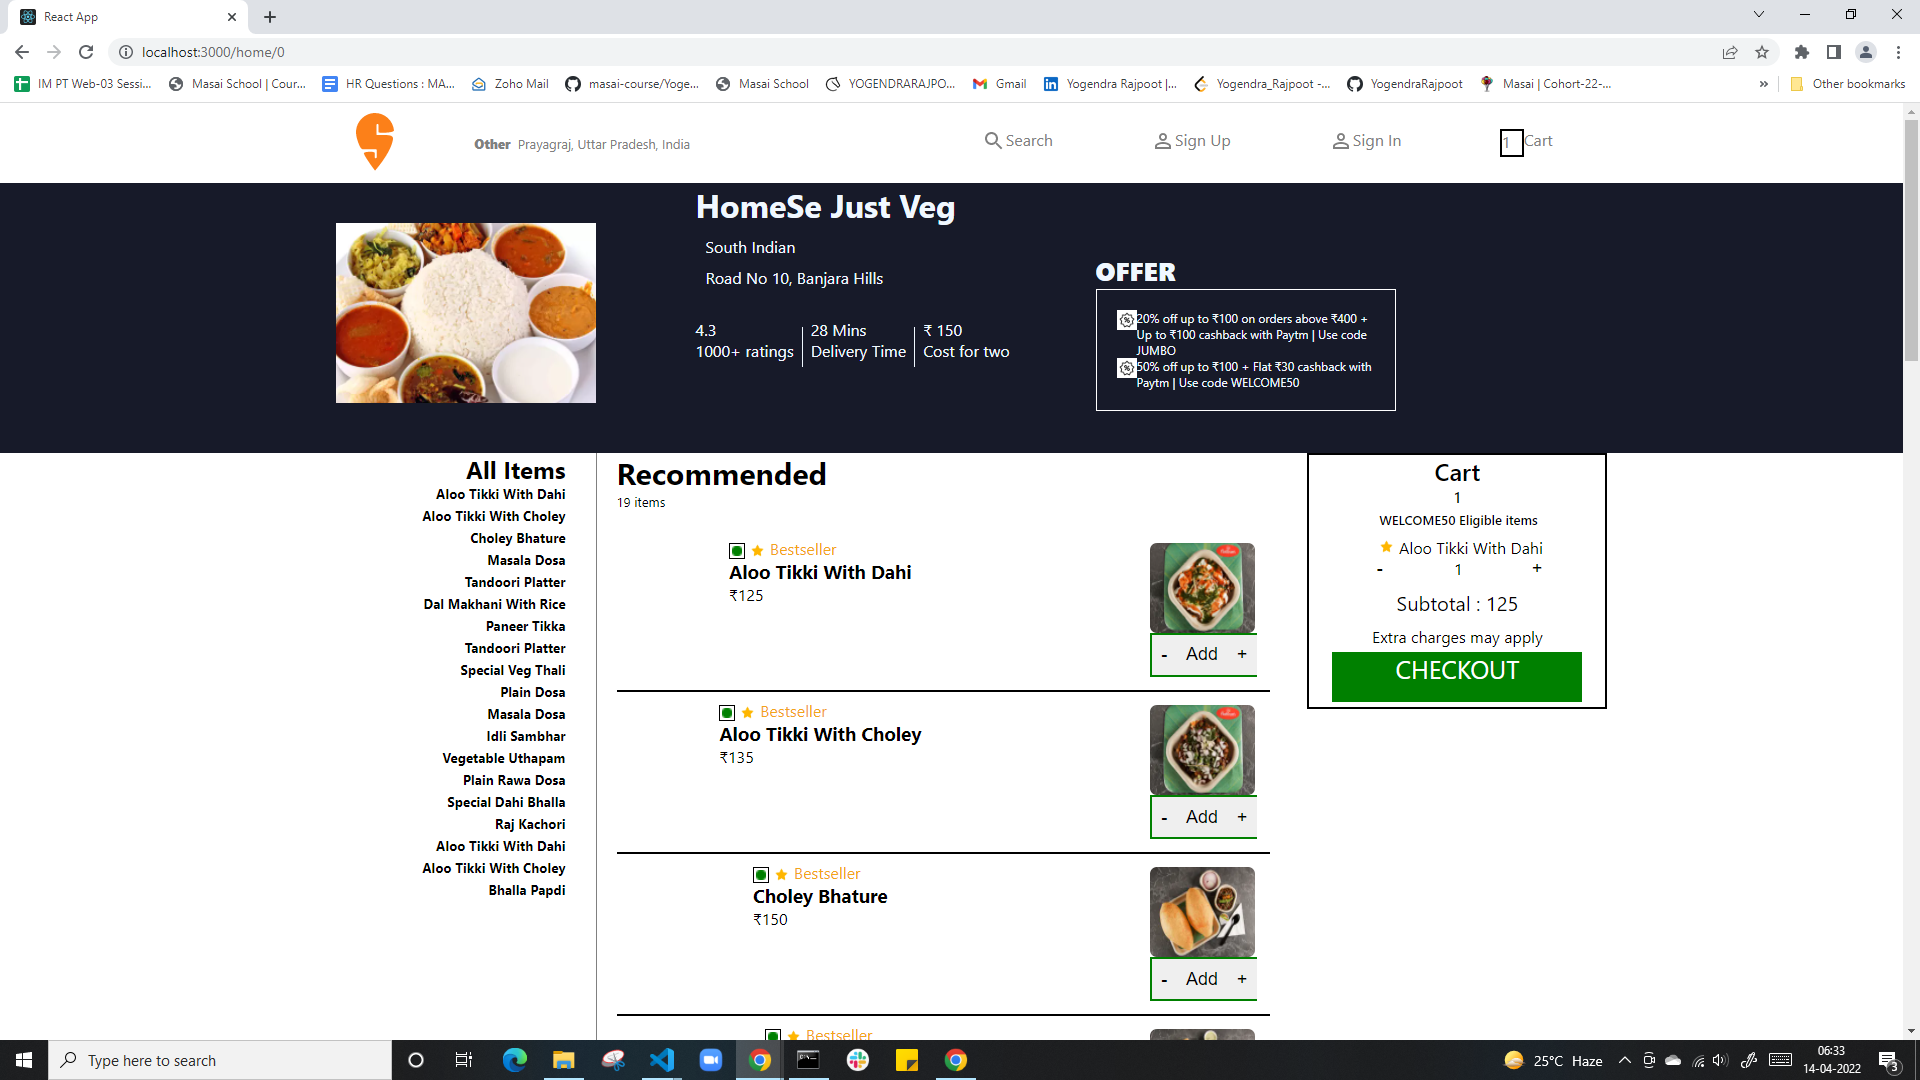 React App
localhost:3000/home/0
IM PT Web-03 Sessi...
Masai School | Cour...
HR Questions : MA...
Zoho Mail
masai-course/Yoge...
Masai School
YOGENDRARAJPO...
Gmail
Yogendra Rajpoot |...
Yogendra_Rajpoot -...
YogendraRajpoot
Masai | Cohort-22-...
»
Other bookmarks
Other Prayagraj, Uttar Pradesh, India
Search
Sign Up
Sign In
1 Cart
HomeSe Just Veg
South Indian
Road No 10, Banjara Hills
4.3
1000+ ratings
28 Mins
Delivery Time
₹ 150
Cost for two
OFFER
20% off up to ₹100 on orders above ₹400 +
Up to ₹100 cashback with Paytm | Use code
JUMBO
50% off up to ₹100 + Flat ₹30 cashback with
Paytm | Use code WELCOME50
All Items
Aloo Tikki With Dahi
Aloo Tikki With Choley
Choley Bhature
Masala Dosa
Tandoori Platter
Dal Makhani With Rice
Paneer Tikka
Tandoori Platter
Special Veg Thali
Plain Dosa
Masala Dosa
Idli Sambhar
Vegetable Uthapam
Plain Rawa Dosa
Special Dahi Bhalla
Raj Kachori
Aloo Tikki With Dahi
Aloo Tikki With Choley
Bhalla Papdi
Recommended
19 items
Bestseller
Aloo Tikki With Dahi
₹125
- Add +
Bestseller
Aloo Tikki With Choley
₹135
- Add +
Bestseller
Choley Bhature
₹150
- Add +
Bestseller
Cart
1
WELCOME50 Eligible items
Aloo Tikki With Dahi
- 1 +
Subtotal : 125
Extra charges may apply
CHECKOUT
Type here to search
25°C Haze
06:33
14-04-2022
3